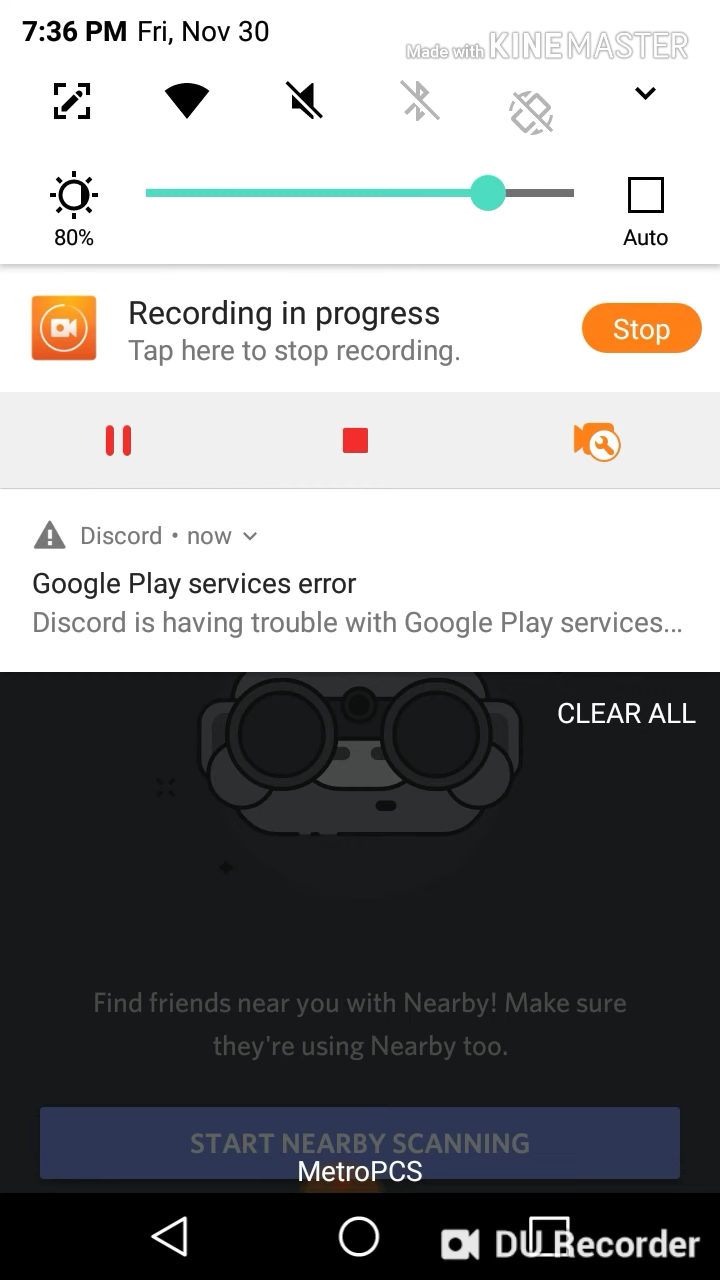 7:36 PM Fri, Nov 30
Made with KINEMASTER
80%
Auto
Recording in progress
Tap here to stop recording.
Stop
Discord • now
Google Play services error
Discord is having trouble with Google Play services...
CLEAR ALL
Find friends near you with Nearby! Make sure
they're using Nearby too.
START NEARBY SCANNING
MetroPCS
DU Recorder